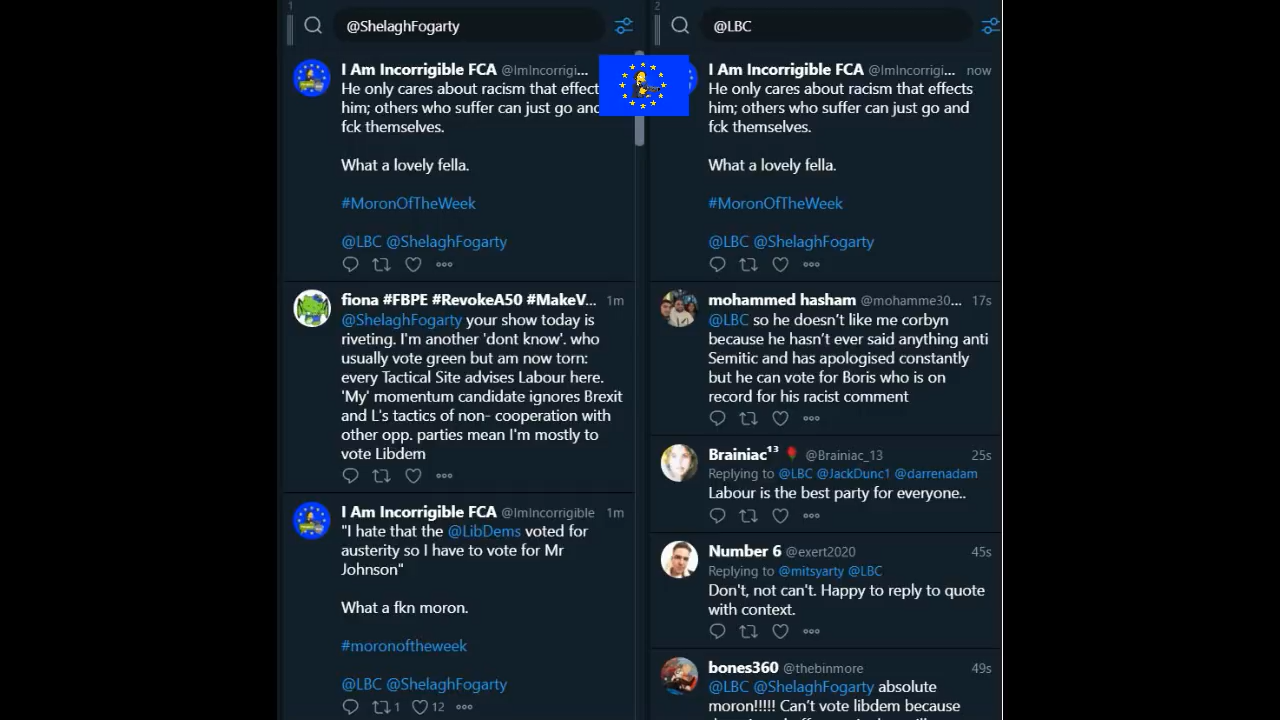 1
@ShelaghFogarty
I Am Incorrigible FCA @ImIncorrigi...
He only cares about racism that effects
him; others who suffer can just go and
fck themselves.
What a lovely fella.
#MoronOfTheWeek
@LBC @ShelaghFogarty
fiona #FBPE #RevokeA50 #MakeV... 1m
@ShelaghFogarty your show today is
riveting. I'm another 'dont know'. who
usually vote green but am now torn:
every Tactical Site advises Labour here.
'My' momentum candidate ignores Brexit
and L's tactics of non- cooperation with
other opp. parties mean I'm mostly to
vote Libdem
I Am Incorrigible FCA @ImIncorrigible 1m
"I hate that the @LibDems voted for
austerity so I have to vote for Mr
Johnson"
What a fkn moron.
#moronoftheweek
@LBC @ShelaghFogarty
1 12
2
@LBC
I Am Incorrigible FCA @ImIncorrigi... now
He only cares about racism that effects
him; others who suffer can just go and
fck themselves.
What a lovely fella.
#MoronOfTheWeek
@LBC @ShelaghFogarty
mohammed hasham @mohamme30... 17s
@LBC so he doesn't like me corbyn
because he hasn't ever said anything anti
Semitic and has apologised constantly
but he can vote for Boris who is on
record for his racist comment
Brainiac¹³ @Brainiac_13 25s
Replying to @LBC @JackDunc1 @darrenadam
Labour is the best party for everyone..
Number 6 @exert2020 45s
Replying to @mitsyarty @LBC
Don't, not can't. Happy to reply to quote
with context.
bones360 @thebinmore 49s
@LBC @ShelaghFogarty absolute
moron!!!!! Can't vote libdem because